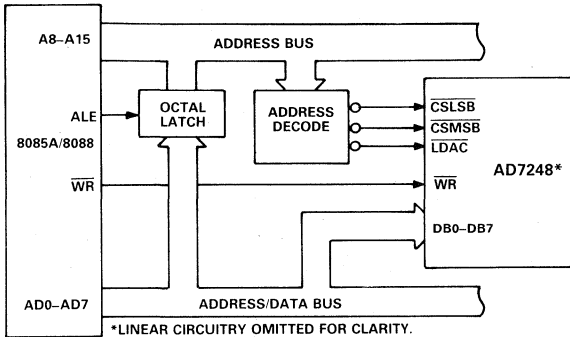 A8–A15
ADDRESS BUS
ALE
OCTAL
LATCH
ADDRESS
DECODE
CSLSB
CSMSB
LDAC
8085A/8088
AD7248*
WR
WR
DB0–DB7
AD0–AD7
ADDRESS/DATA BUS
*LINEAR CIRCUITRY OMITTED FOR CLARITY.